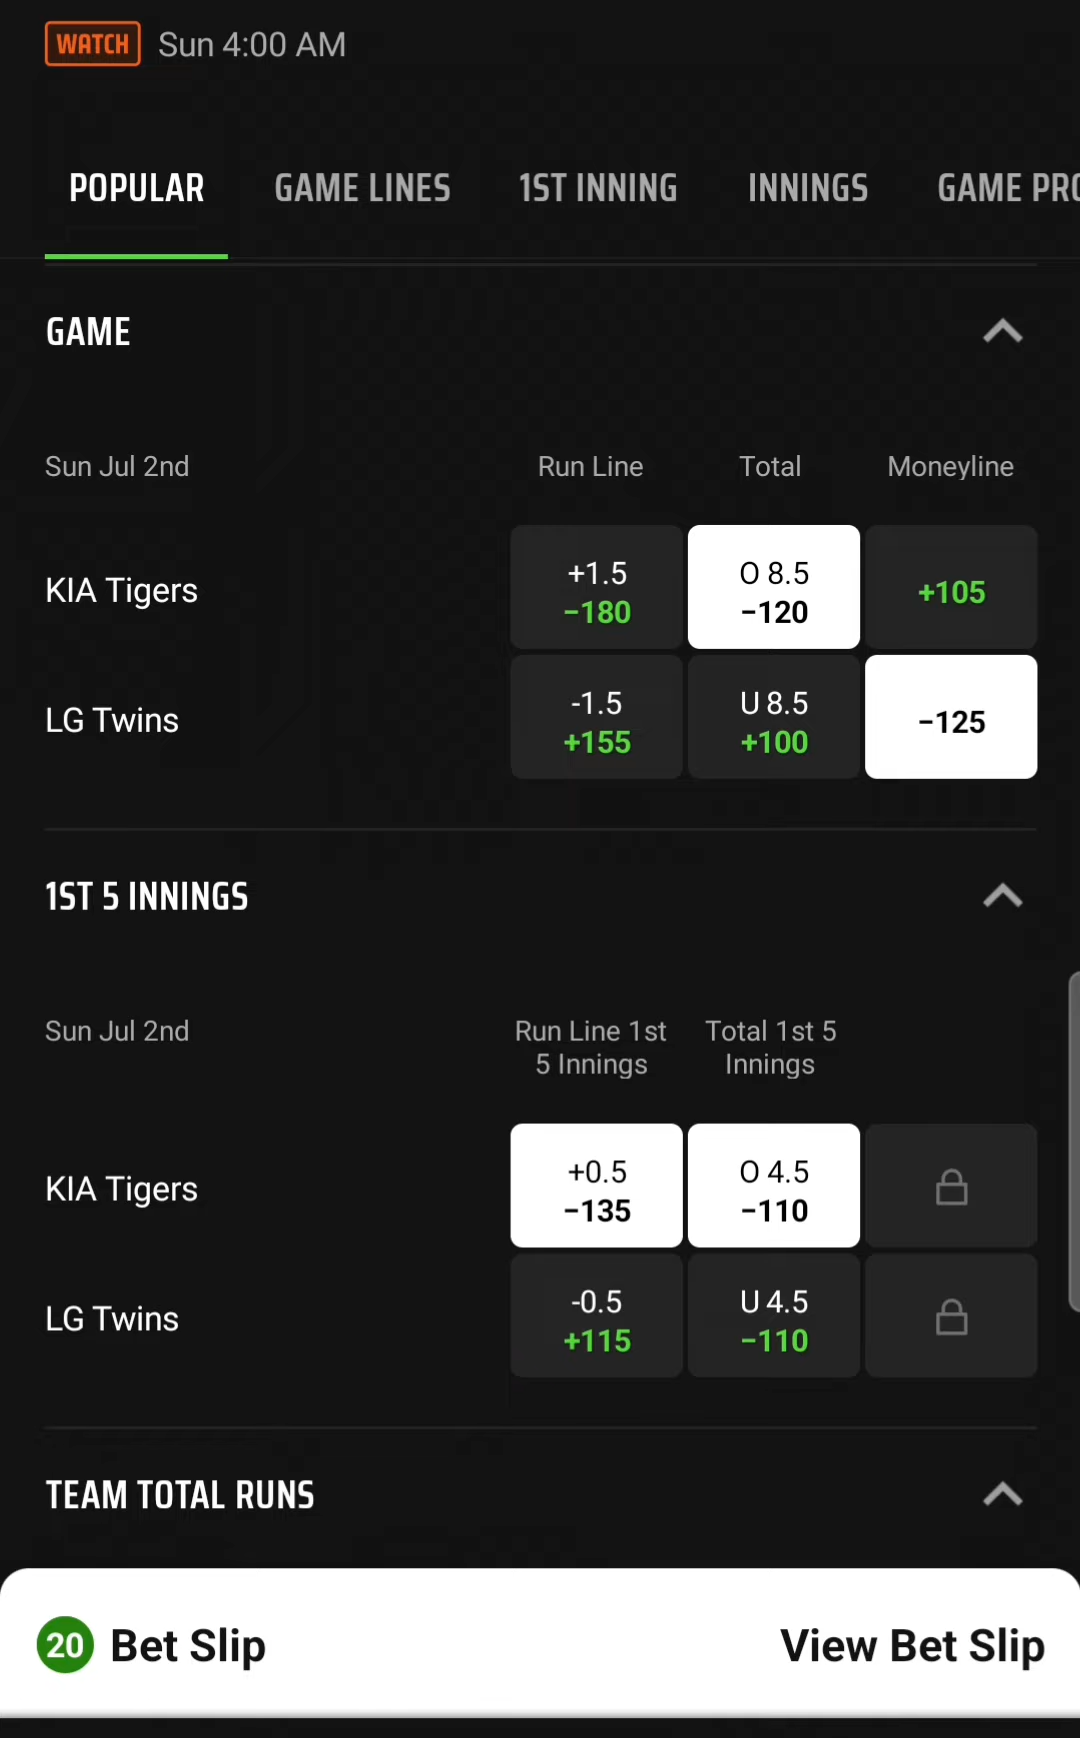 WATCH Sun 4:00 AM
POPULAR GAME LINES 1ST INNING INNINGS GAME PRO
GAME
Sun Jul 2nd Run Line Total Moneyline
KIA Tigers
+1.5 O 8.5
−180 −120 +105
LG Twins
-1.5 U 8.5
+155 +100 −125
1ST 5 INNINGS
Sun Jul 2nd
Run Line 1st Total 1st 5
5 Innings Innings
KIA Tigers
+0.5 O 4.5
−135 −110
LG Twins
-0.5 U 4.5
+115 −110
TEAM TOTAL RUNS
20 Bet Slip View Bet Slip